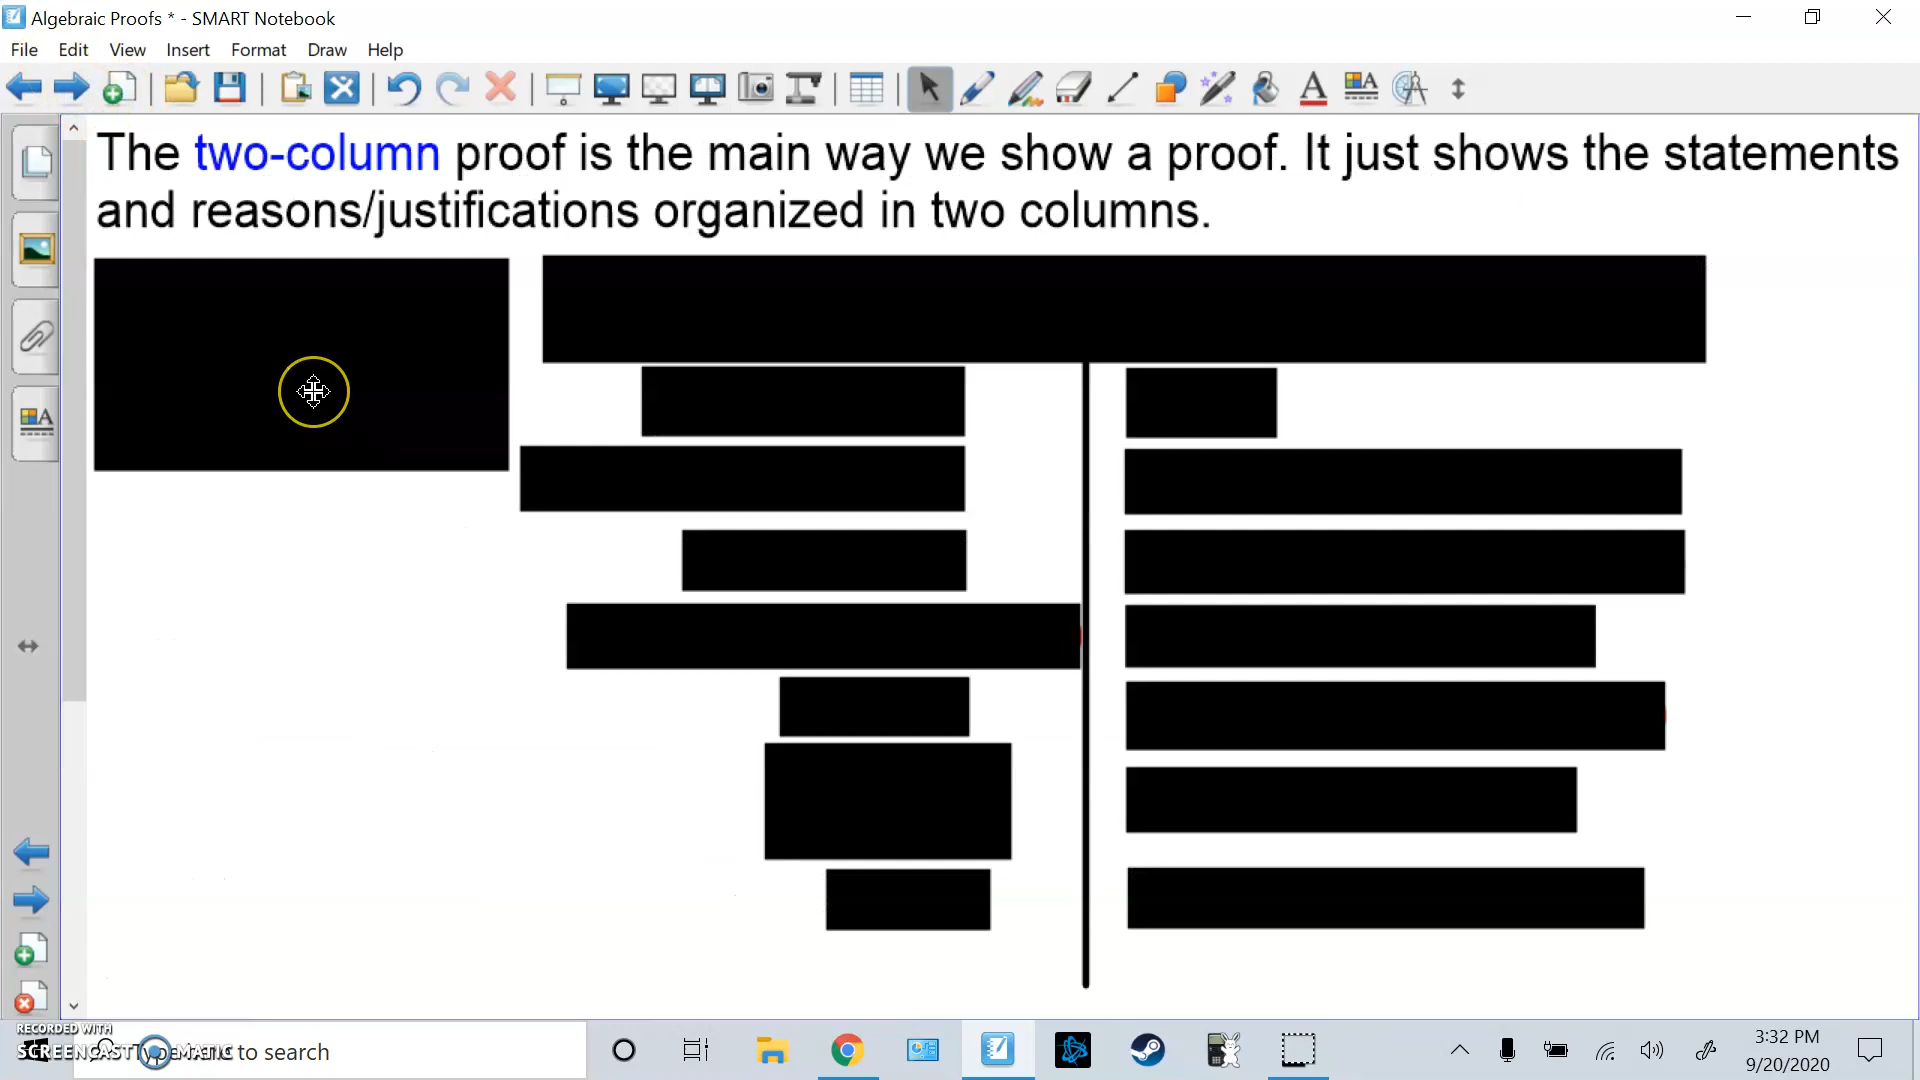 Algebraic Proofs * - SMART Notebook
File Edit View Insert Format Draw Help
The two-column proof is the main way we show a proof. It just shows the statements
and reasons/justifications organized in two columns.
RECORDED WITH
SCREENCAST MATIC
to search
3:32 PM
9/20/2020